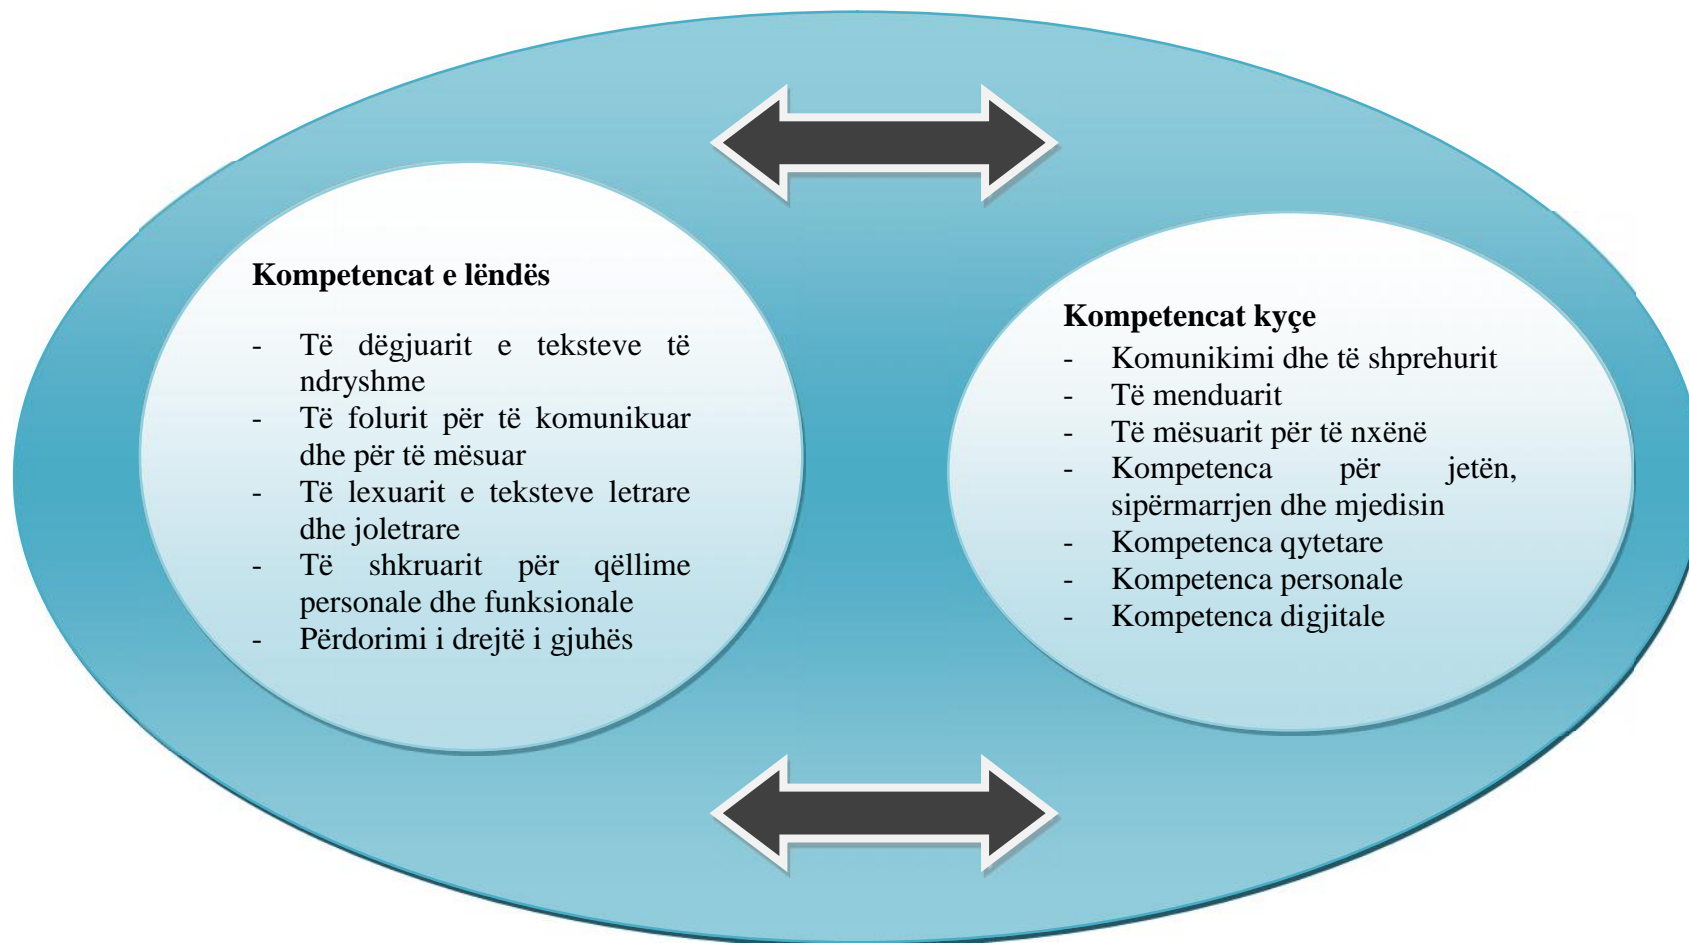 Kompetencat e lëndës
- Të dëgjuarit e teksteve të
ndryshme
- Të folurit për të komunikuar
dhe për të mësuar
- Të lexuarit e teksteve letrare
dhe joletrare
- Të shkruarit për qëllime
personale dhe funksionale
- Përdorimi i drejtë i gjuhës
Kompetencat kyçe
- Komunikimi dhe të shprehurit
- Të menduarit
- Të mësuarit për të nxënë
- Kompetenca për jetën,
sipërmarrjen dhe mjedisin
- Kompetenca qytetare
- Kompetenca personale
- Kompetenca digjitale